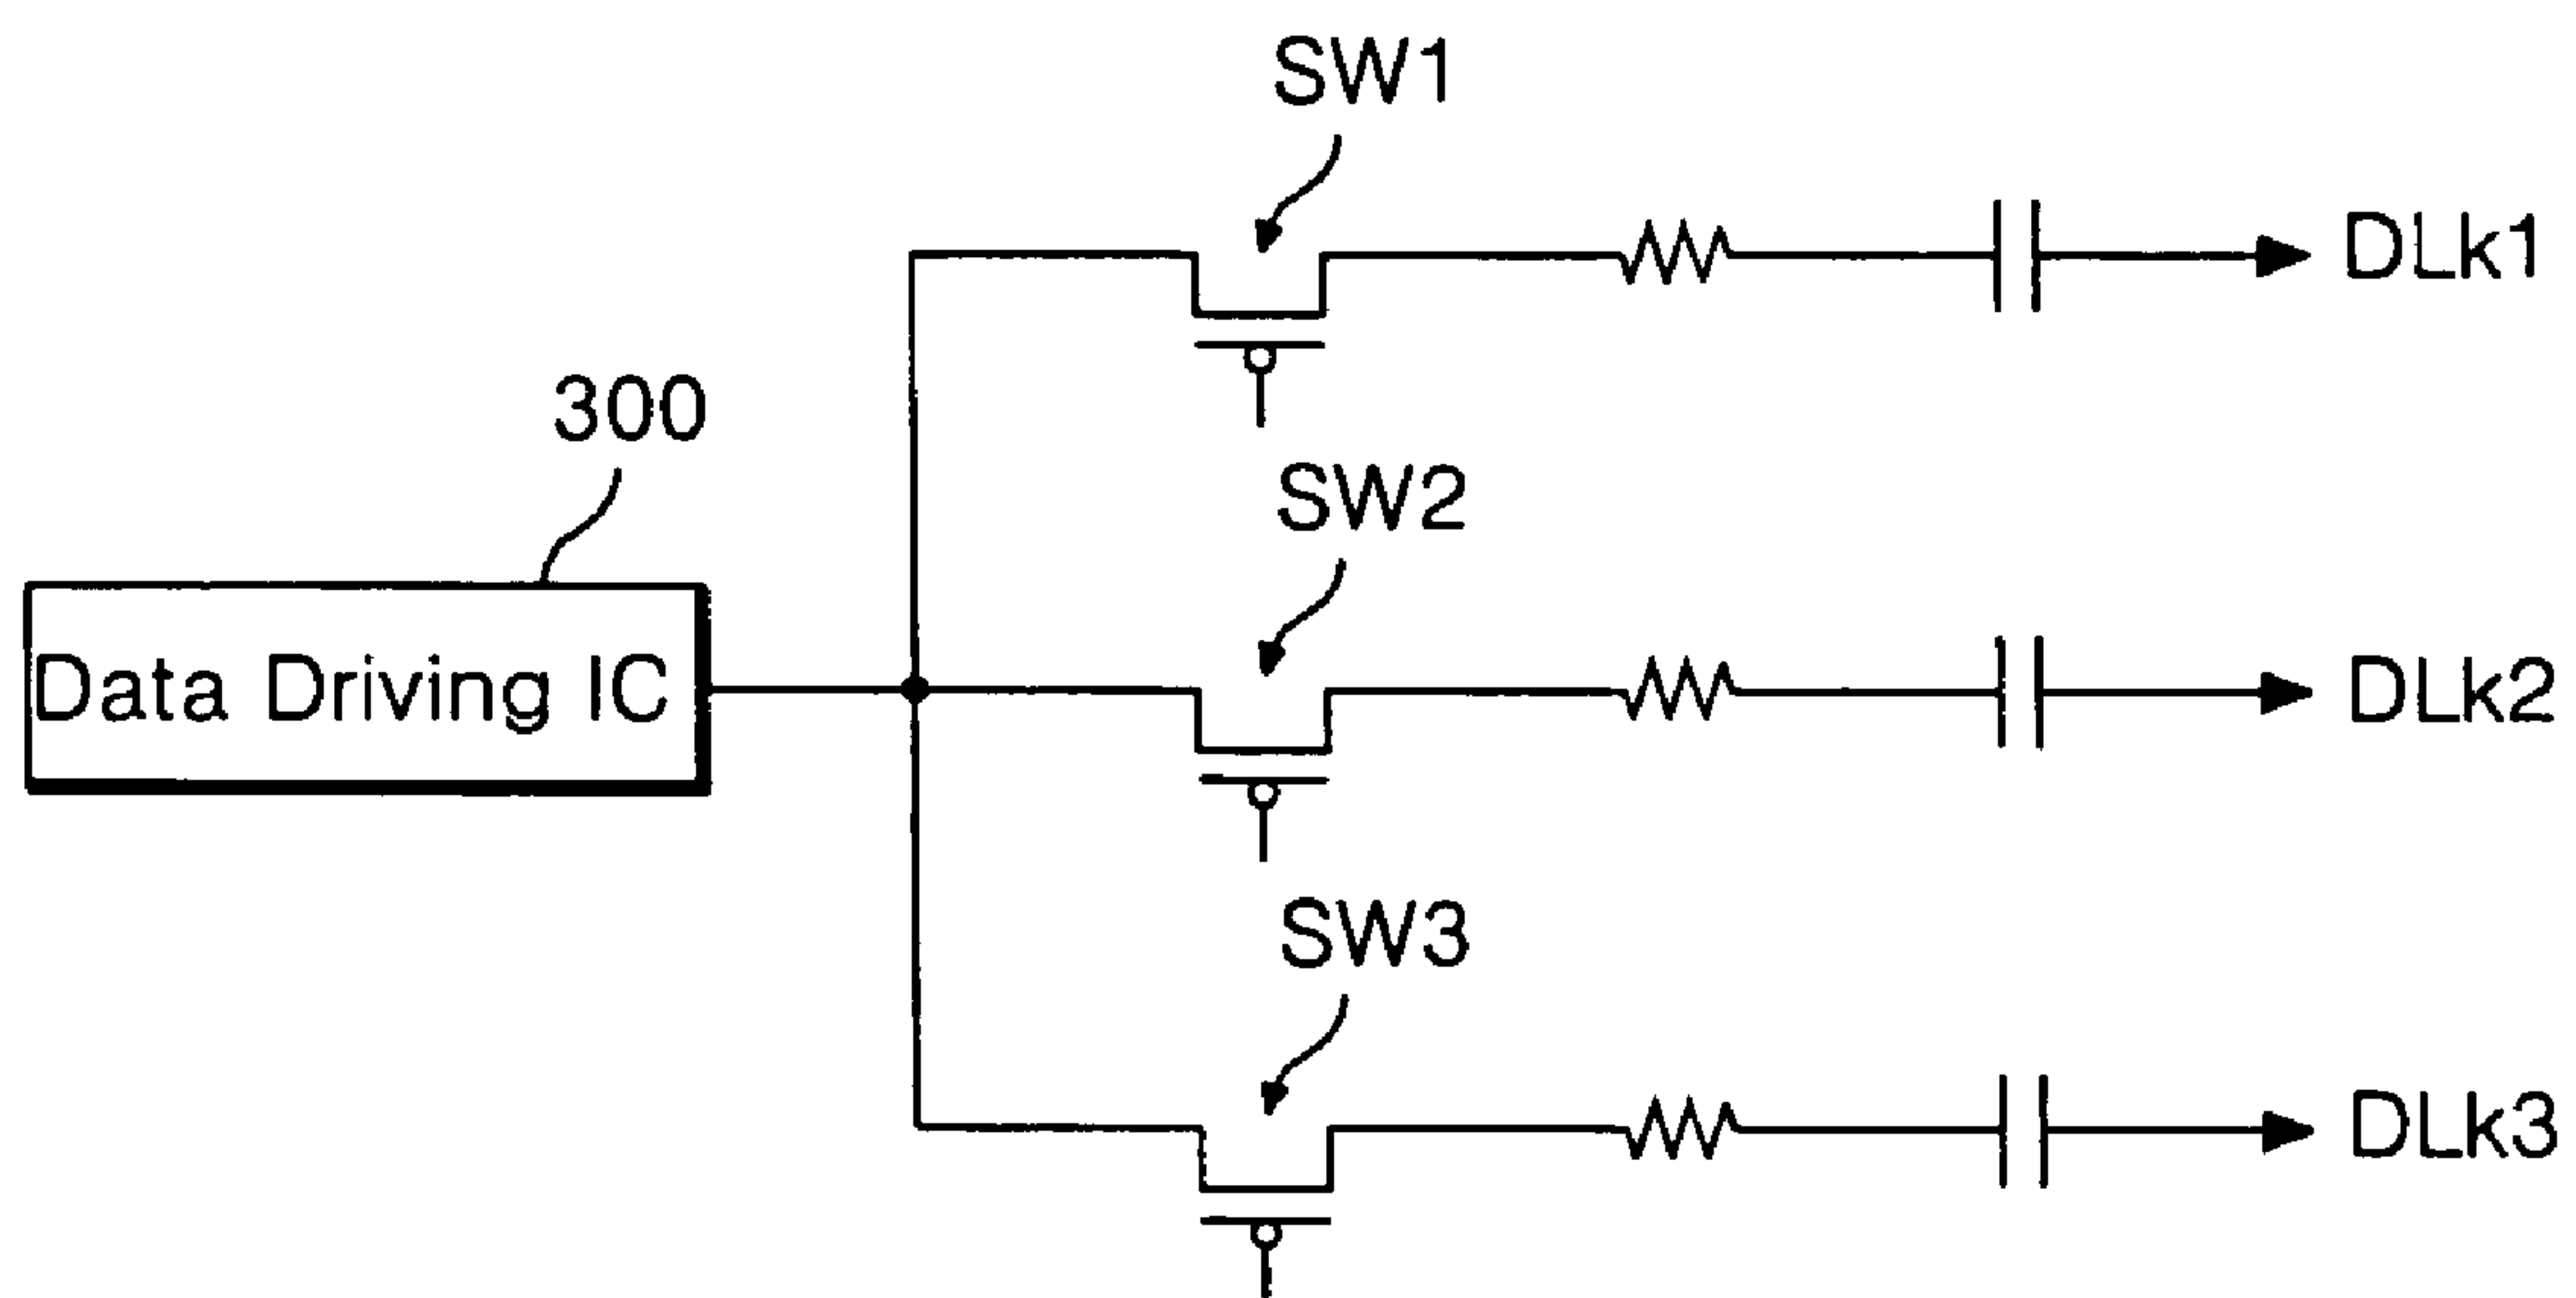 SW1
DLk1
300
SW2
Data Driving IC
DLk2
SW3
DLk3